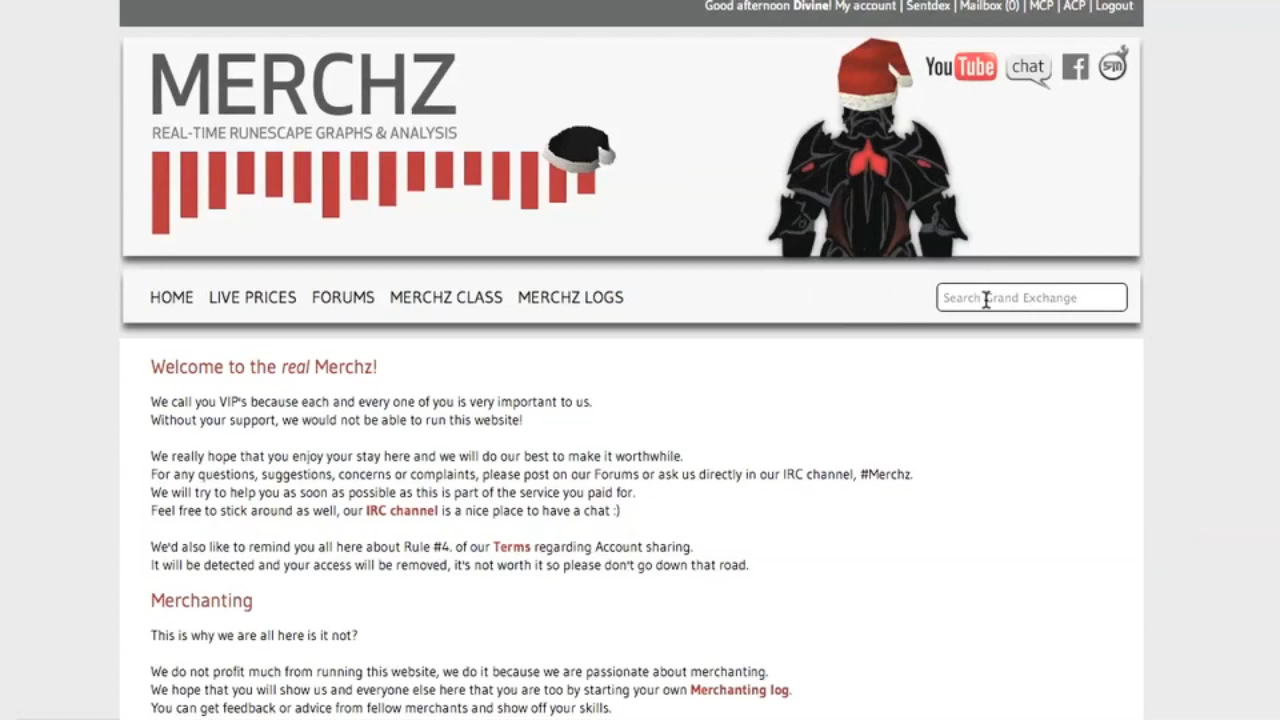 Good afternoon Divine! My account | Sentdex | Mailbox (0) | MCP | ACP | Logout
MERCHZ
REAL-TIME RUNESCAPE GRAPHS & ANALYSIS
YouTube chat f
HOME LIVE PRICES FORUMS MERCHZ CLASS MERCHZ LOGS
Search Grand Exchange
Welcome to the real Merchz!
We call you VIP's because each and every one of you is very important to us.
Without your support, we would not be able to run this website!
We really hope that you enjoy your stay here and we will do our best to make it worthwhile.
For any questions, suggestions, concerns or complaints, please post on our Forums or ask us directly in our IRC channel, #Merchz.
We will try to help you as soon as possible as this is part of the service you paid for.
Feel free to stick around as well, our IRC channel is a nice place to have a chat :)
We'd also like to remind you all here about Rule #4. of our Terms regarding Account sharing.
It will be detected and your access will be removed, it's not worth it so please don't go down that road.
Merchanting
This is why we are all here is it not?
We do not profit much from running this website, we do it because we are passionate about merchanting.
We hope that you will show us and everyone else here that you are too by starting your own Merchanting log.
You can get feedback or advice from fellow merchants and show off your skills.